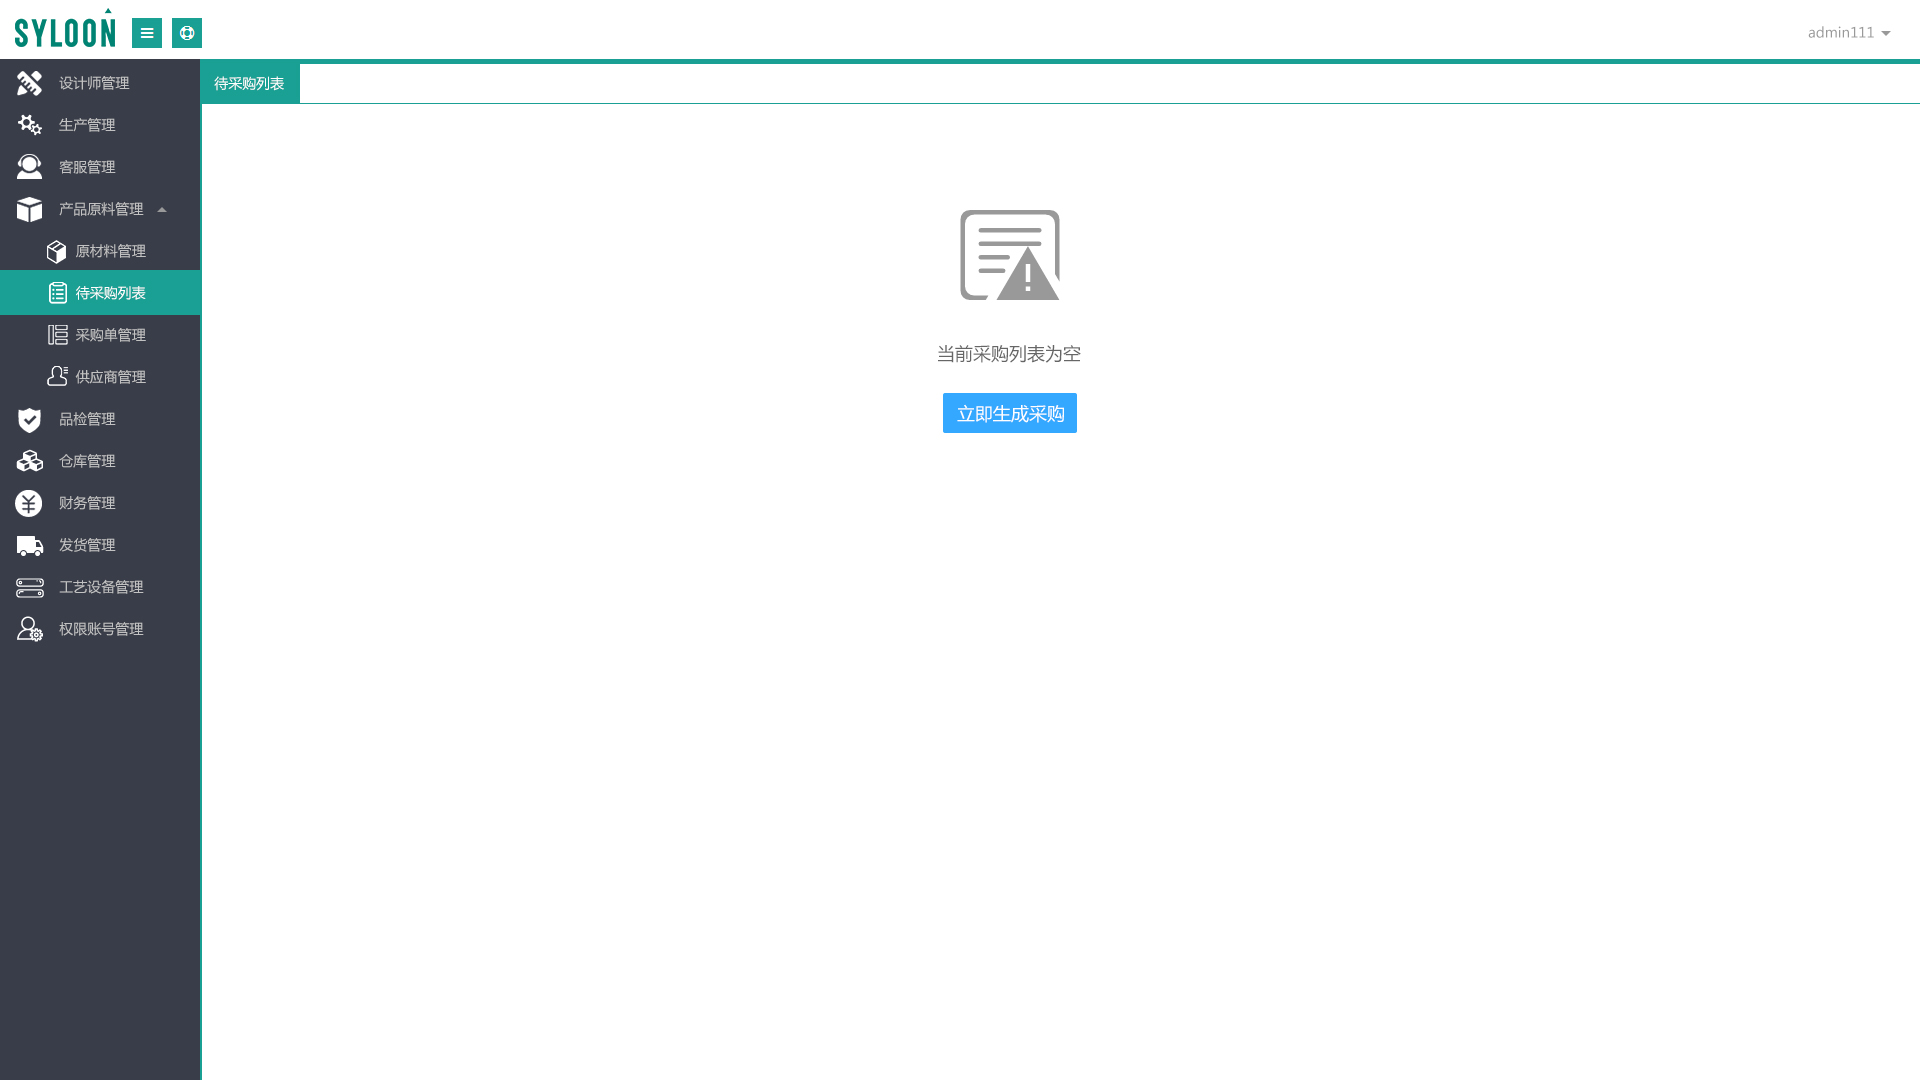 SYLOON
admin111
设计师管理
生产管理
客服管理
产品原料管理
原材料管理
待采购列表
采购单管理
供应商管理
品检管理
仓库管理
财务管理
发货管理
工艺设备管理
权限账号管理
待采购列表
当前采购列表为空
立即生成采购